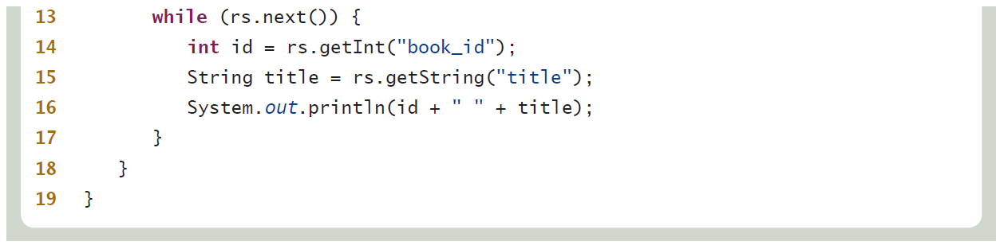 13 while (rs.next()) {
14 int id = rs.getInt("book_id");
15 String title = rs.getString("title");
16 System.out.println(id + " " + title);
17 }
18 }
19 }